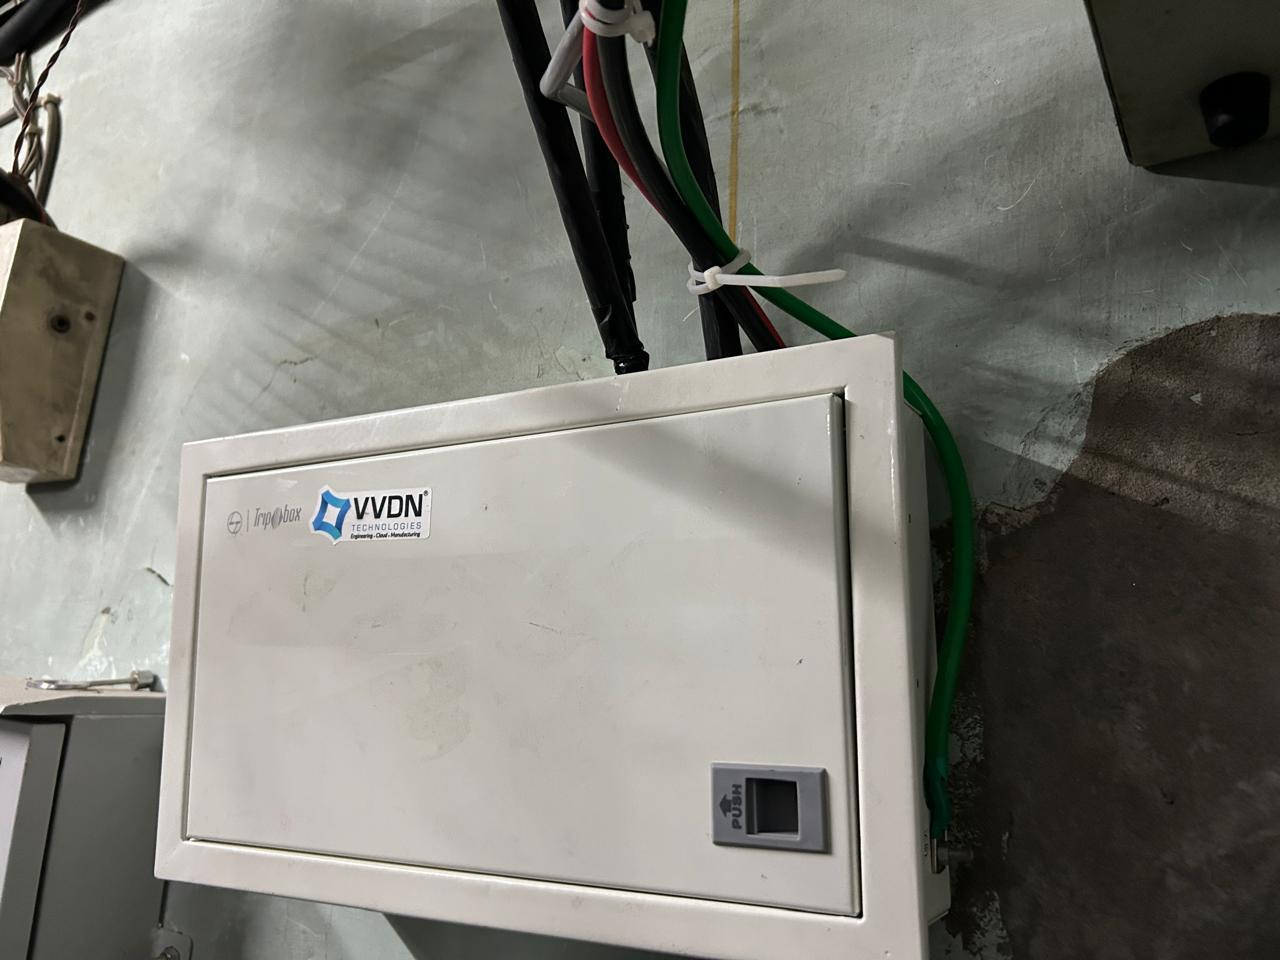 Tripbox
VVDN®
TECHNOLOGIES
Engineering • Cloud • Manufacturing
PUSH